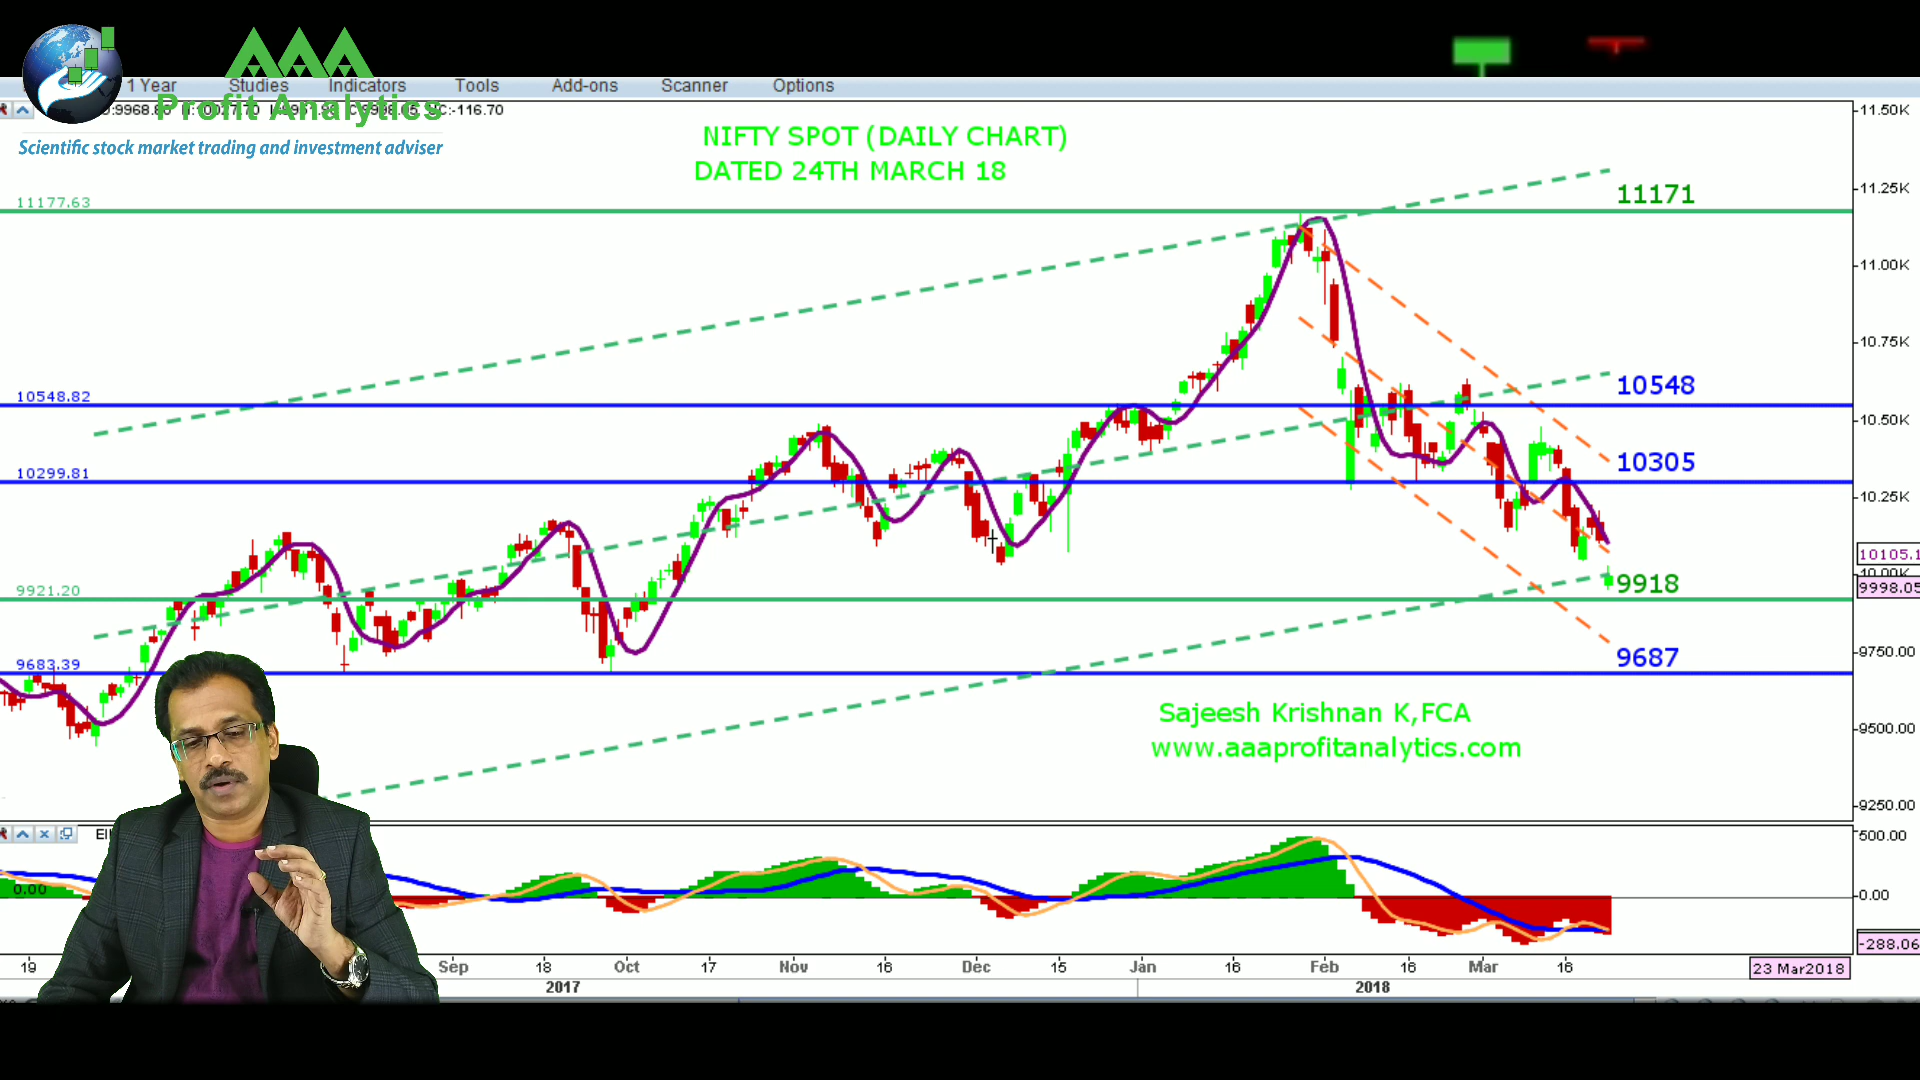 AAA
Profit Analytics
Scientific stock market trading and investment adviser
1 Year Studies Indicators Tools Add-ons Scanner Options
C:-116.70
NIFTY SPOT (DAILY CHART)
DATED 24TH MARCH 18
11.50K
11.25K
11177.63
11171
11.00K
10.75K
10548.82
10548
10.50K
10299.81
10305
10.25K
10105.1
10.00K
9998.05
9921.20
9918
9683.39
9687
9750.00
Sajeesh Krishnan K,FCA
www.aaaprofitanalytics.com
9500.00
9250.00
500.00
0.00
0.00
-288.06
19 Sep 18 Oct 17 Nov 16 Dec 15 Jan 16 Feb 16 Mar 16
23 Mar2018
2017 2018